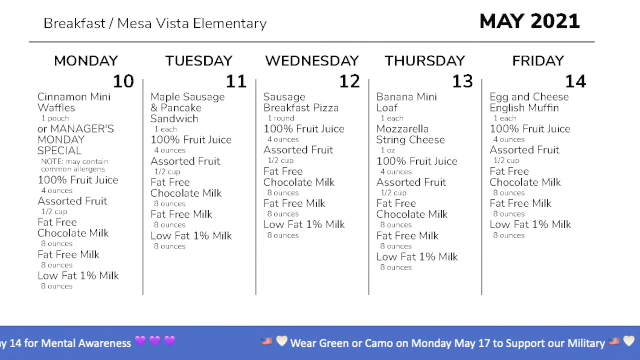 Breakfast / Mesa Vista Elementary
MAY 2021
MONDAY
10
Cinnamon Mini
Waffles
1 pouch
or MANAGER'S
MONDAY
SPECIAL
NOTE: may contain
common allergens
100% Fruit Juice
4 ounces
Assorted Fruit
1/2 cup
Fat Free
Chocolate Milk
8 ounces
Fat Free Milk
8 ounces
Low Fat 1% Milk
8 ounces
TUESDAY
11
Maple Sausage
& Pancake
Sandwich
1 each
100% Fruit Juice
4 ounces
Assorted Fruit
1/2 cup
Fat Free
Chocolate Milk
8 ounces
Fat Free Milk
8 ounces
Low Fat 1% Milk
8 ounces
WEDNESDAY
12
Sausage
Breakfast Pizza
1 round
100% Fruit Juice
4 ounces
Assorted Fruit
1/2 cup
Fat Free
Chocolate Milk
8 ounces
Fat Free Milk
8 ounces
Low Fat 1% Milk
8 ounces
THURSDAY
13
Banana Mini
Loaf
1 each
Mozzarella
String Cheese
1 oz
100% Fruit Juice
4 ounces
Assorted Fruit
1/2 cup
Fat Free
Chocolate Milk
8 ounces
Fat Free Milk
8 ounces
Low Fat 1% Milk
8 ounces
FRIDAY
14
Egg and Cheese
English Muffin
1 each
100% Fruit Juice
4 ounces
Assorted Fruit
1/2 cup
Fat Free
Chocolate Milk
8 ounces
Fat Free Milk
8 ounces
Low Fat 1% Milk
8 ounces
y 14 for Mental Awareness 💜💜💜 🇺🇸🤍 Wear Green or Camo on Monday May 17 to Support our Military 🇺🇸🤍